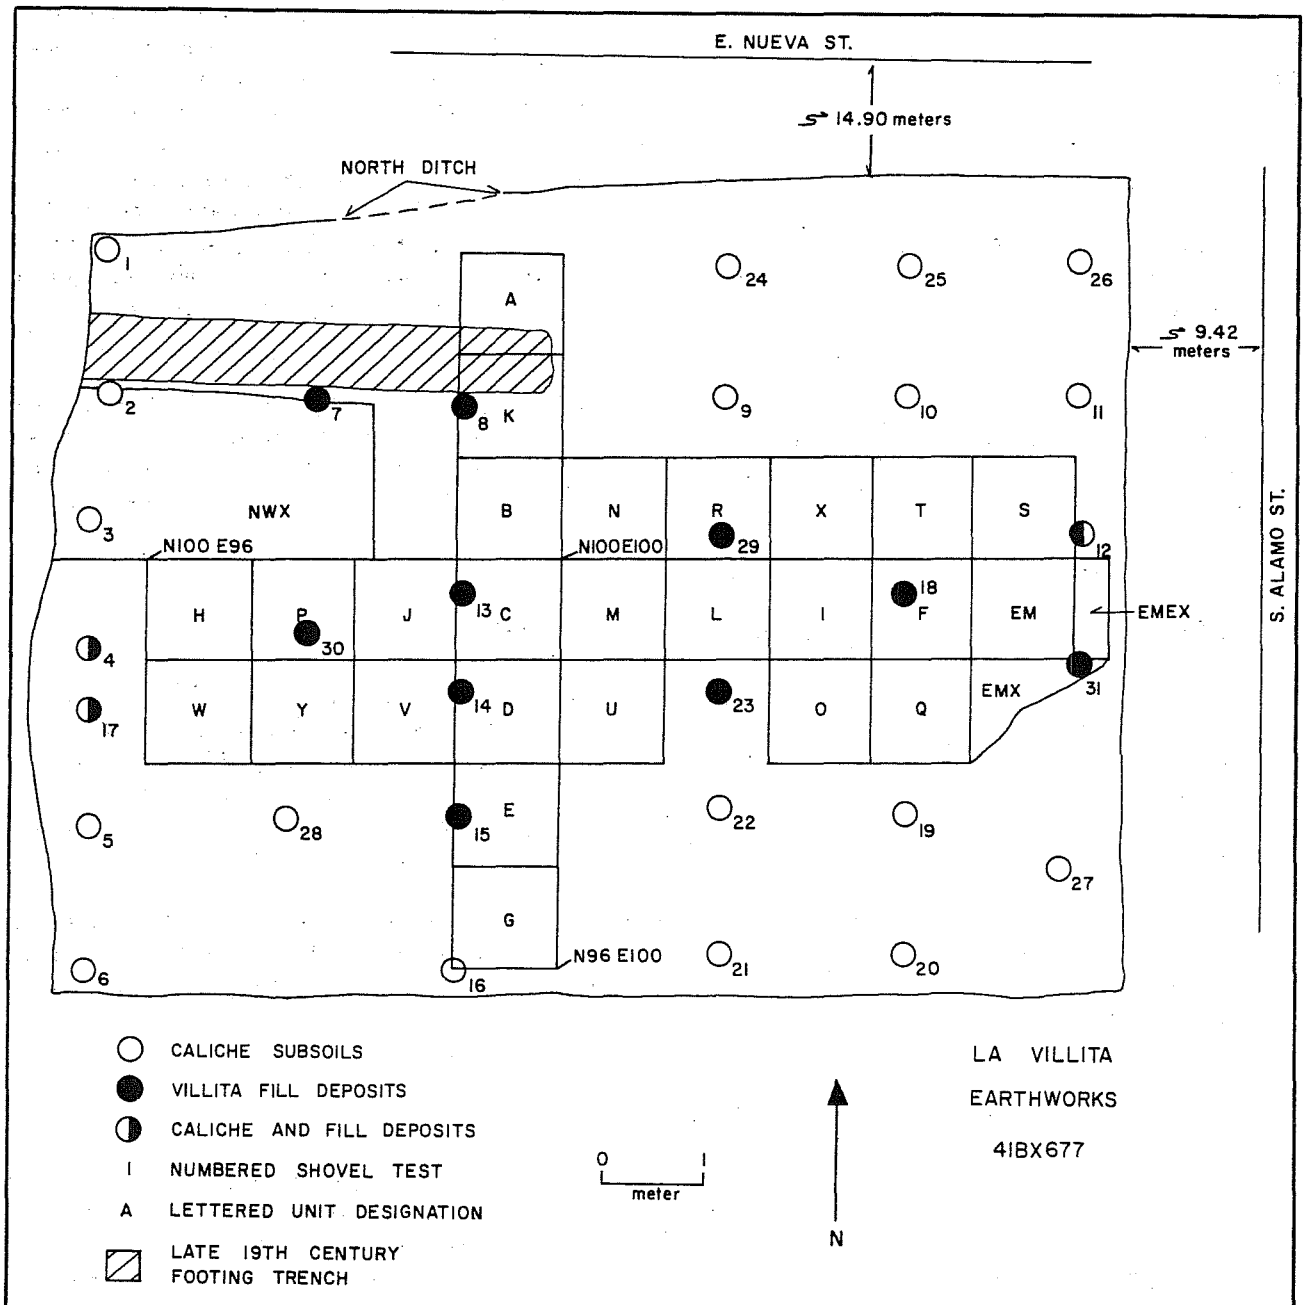 E. NUEVA ST.
14.90 meters
NORTH DITCH
1
24
25
26
A
9.42
meters
2
7
8
K
9
10
11
S. ALAMO ST.
3
NWX
B
N
R
X
T
S
29
12
N100 E96
N100E100
H
P
J
13
C
M
L
I
18
F
EM
EMEX
4
30
W
Y
V
14
D
U
23
O
Q
EMX
31
17
5
28
15
E
22
19
27
G
6
16
N96 E100
21
20
CALICHE SUBSOILS
VILLITA FILL DEPOSITS
CALICHE AND FILL DEPOSITS
1 NUMBERED SHOVEL TEST
A LETTERED UNIT DESIGNATION
LATE 19TH CENTURY
FOOTING TRENCH
0 1
meter
N
LA VILLITA
EARTHWORKS
41BX677